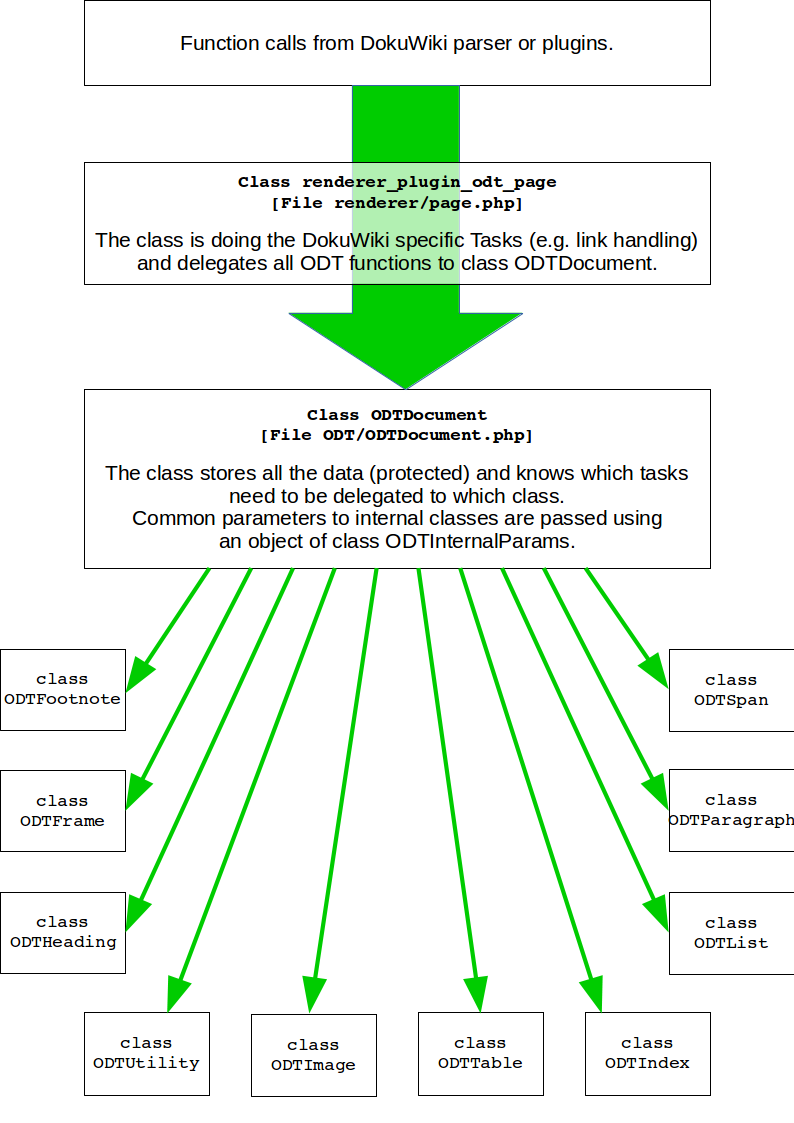 Function calls from DokuWiki parser or plugins.
Class renderer_plugin_odt_page
[File renderer/page.php]
The class is doing the DokuWiki specific Tasks (e.g. link handling)
and delegates all ODT functions to class ODTDocument.
Class ODTDocument
[File ODT/ODTDocument.php]
The class stores all the data (protected) and knows which tasks
need to be delegated to which class.
Common parameters to internal classes are passed using
an object of class ODTInternalParams.
class
ODTFootnote
class
ODTSpan
class
ODTFrame
class
ODTParagraph
class
ODTHeading
class
ODTList
class
ODTUtility
class
ODTImage
class
ODTTable
class
ODTIndex